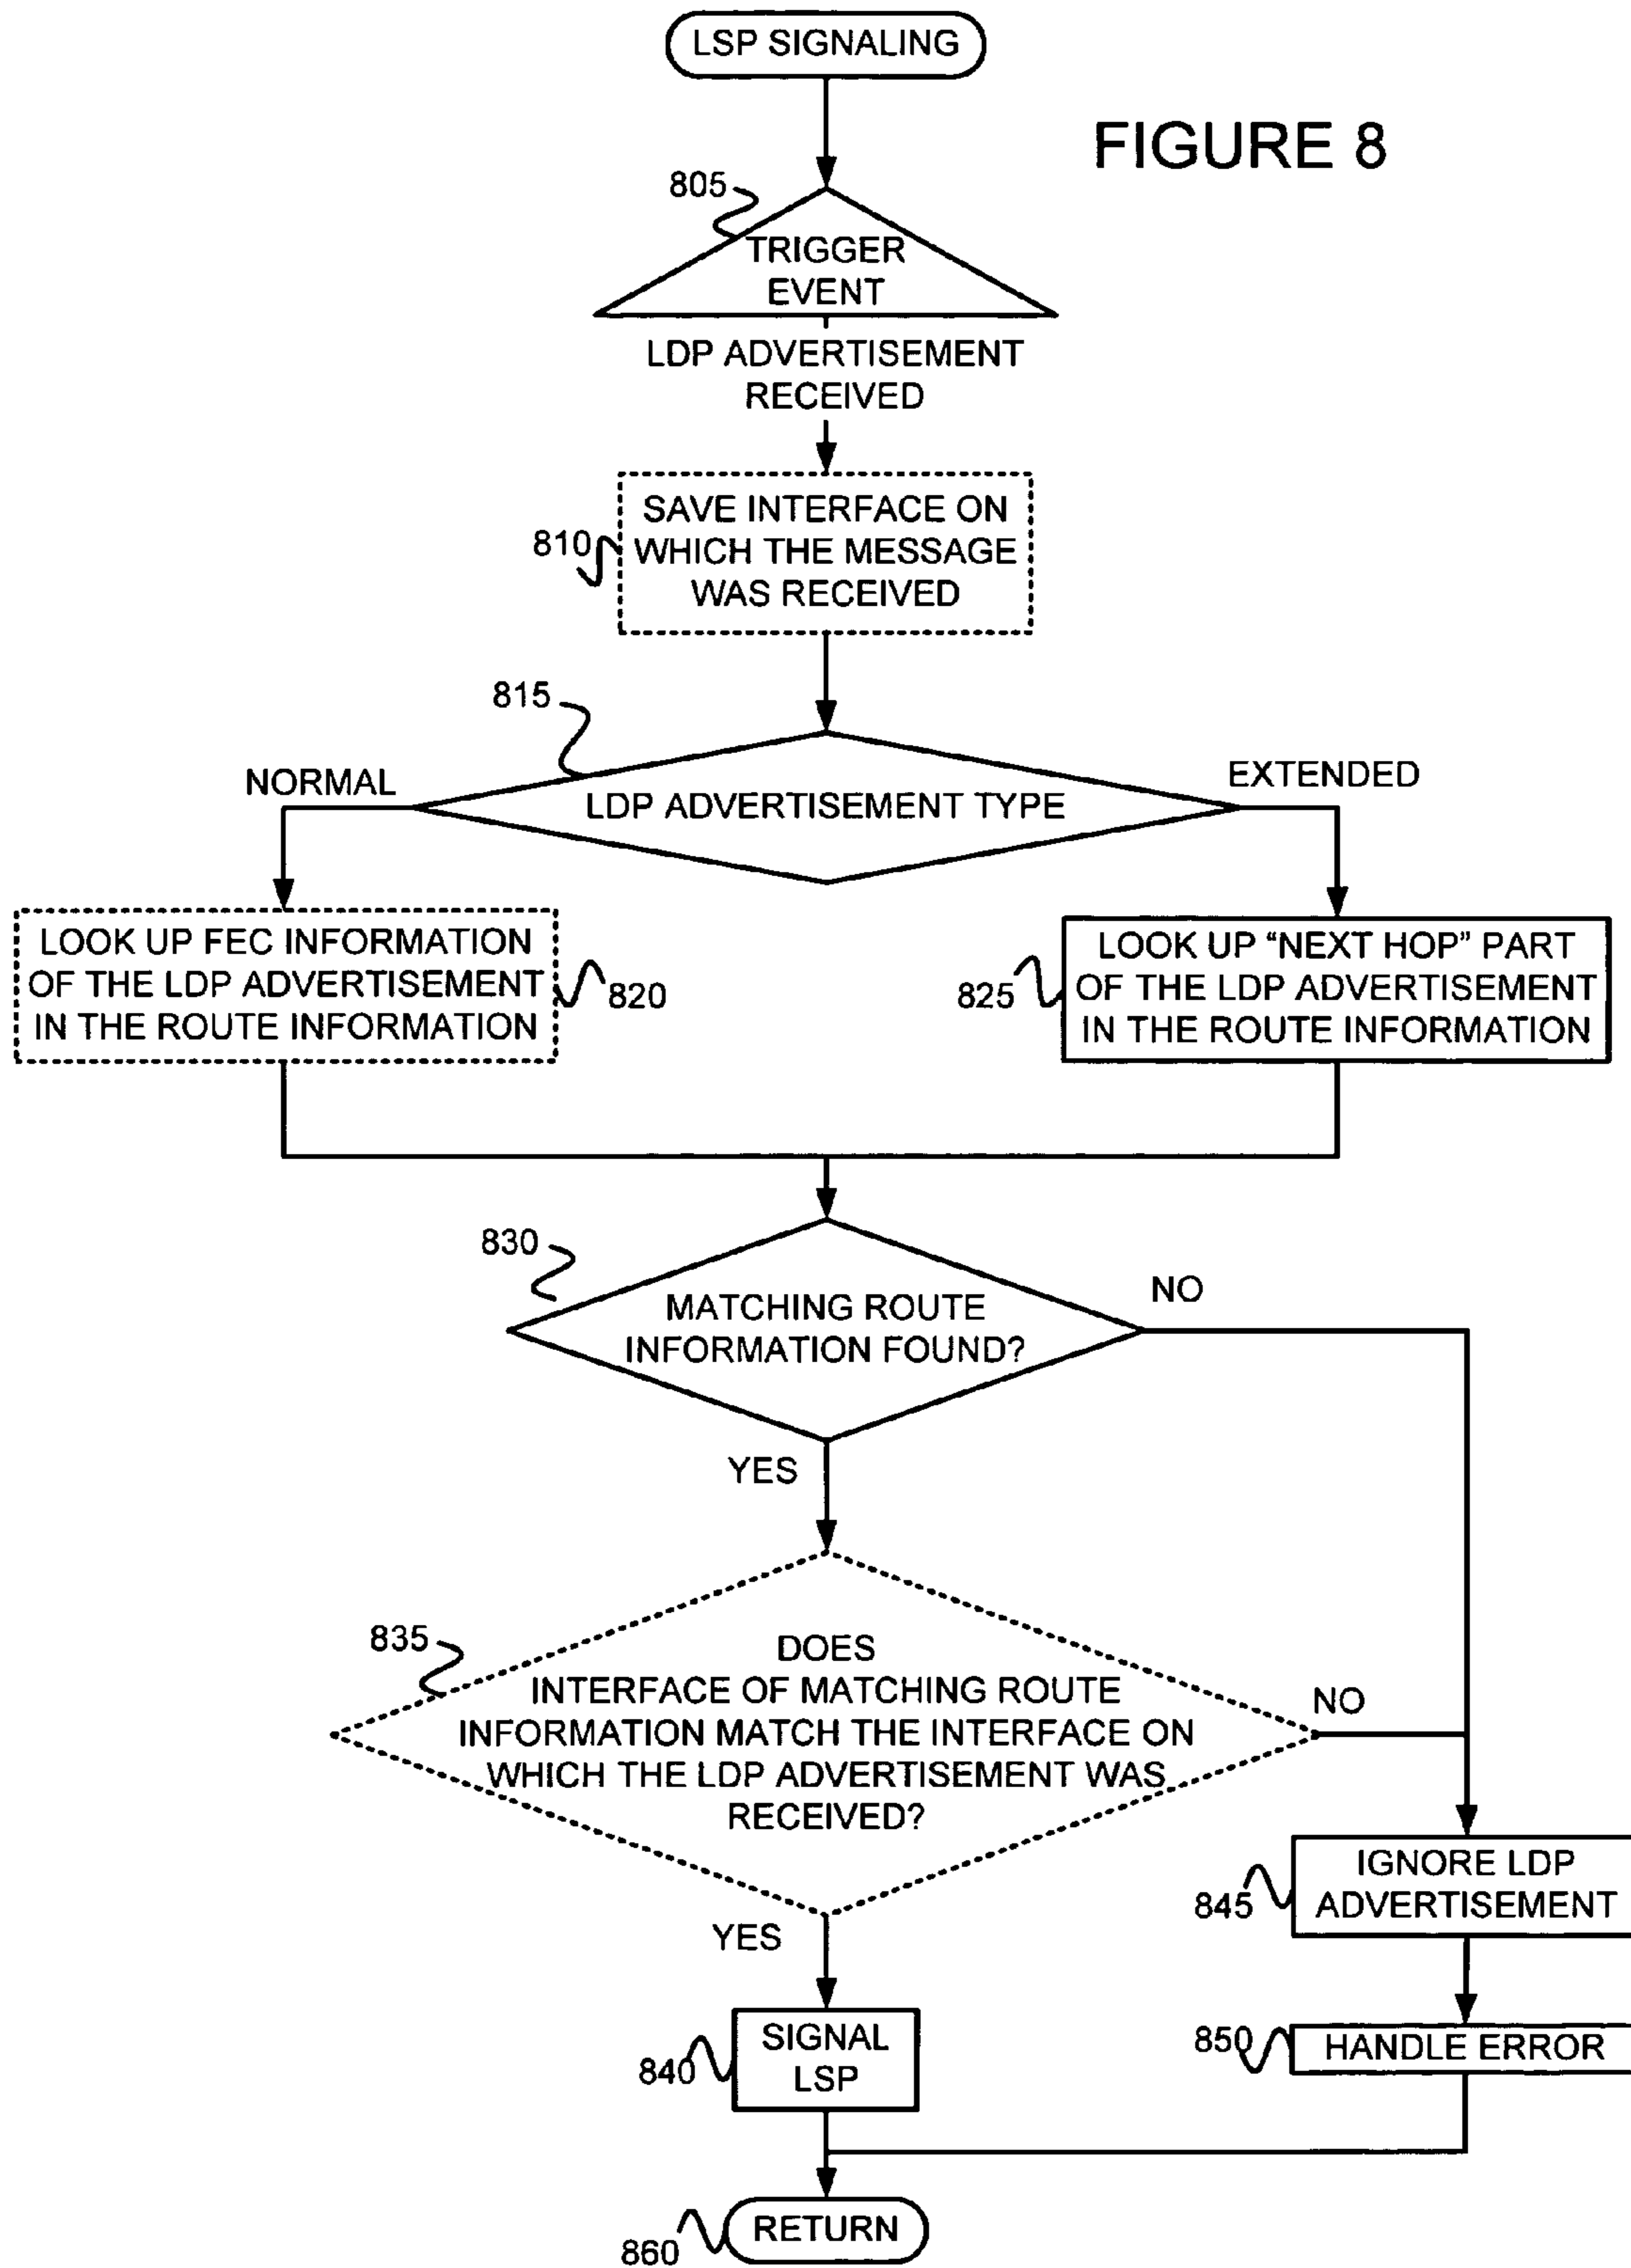 LSP SIGNALING
FIGURE 8
805
TRIGGER
EVENT
LDP ADVERTISEMENT
RECEIVED
810
SAVE INTERFACE ON
WHICH THE MESSAGE
WAS RECEIVED
815
NORMAL
LDP ADVERTISEMENT TYPE
EXTENDED
LOOK UP FEC INFORMATION
OF THE LDP ADVERTISEMENT
IN THE ROUTE INFORMATION
820
825
LOOK UP “NEXT HOP” PART
OF THE LDP ADVERTISEMENT
IN THE ROUTE INFORMATION
830
MATCHING ROUTE
INFORMATION FOUND?
NO
YES
835
DOES
INTERFACE OF MATCHING ROUTE
INFORMATION MATCH THE INTERFACE ON
WHICH THE LDP ADVERTISEMENT WAS
RECEIVED?
NO
YES
845
IGNORE LDP
ADVERTISEMENT
840
SIGNAL
LSP
850
HANDLE ERROR
860
RETURN